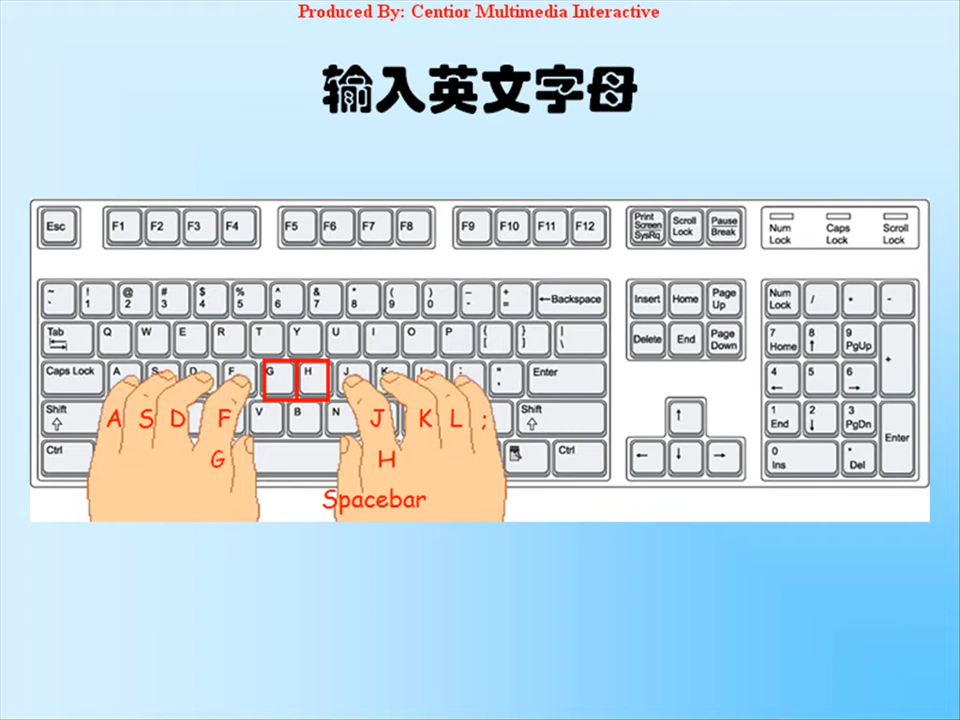 Produced By: Centior Multimedia Interactive
输入英文字母
Esc F1 F2 F3 F4 F5 F6 F7 F8 F9 F10 F11 F12 Print Screen SysRq Scroll Lock Pause Break Num Lock Caps Lock Scroll Lock
~ ` ! 1 @ 2 # 3 $ 4 % 5 ^ 6 & 7 * 8 ( 9 ) 0 _ - + = ←Backspace Insert Home Page Up Num Lock / * -
Tab Q W E R T Y U I O P { [ } ] | \ Delete End Page Down 7 Home 8 ↑ 9 PgUp +
Caps Lock A S D F G H J K L : ; " ' Enter 4 ← 5 6 →
Shift V B N Shift ↑ 1 End 2 ↓ 3 PgDn Enter
A S D F J K L ;
Ctrl Ctrl ← ↓ → 0 Ins . Del
G H
Spacebar